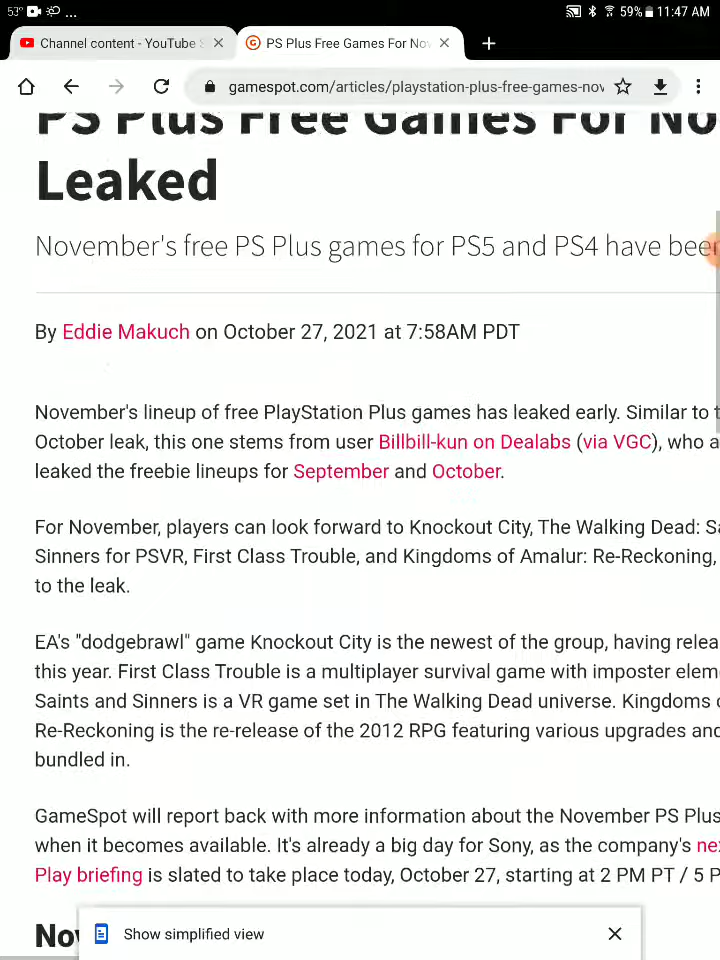 53° ... 59% 11:47 AM
Channel content - YouTube PS Plus Free Games For Nov
gamespot.com/articles/playstation-plus-free-games-nov
PS Plus Free Games For No
Leaked
November's free PS Plus games for PS5 and PS4 have been
By Eddie Makuch on October 27, 2021 at 7:58AM PDT
November's lineup of free PlayStation Plus games has leaked early. Similar to t
October leak, this one stems from user Billbill-kun on Dealabs (via VGC), who a
leaked the freebie lineups for September and October.
For November, players can look forward to Knockout City, The Walking Dead: Sa
Sinners for PSVR, First Class Trouble, and Kingdoms of Amalur: Re-Reckoning,
to the leak.
EA's "dodgebrawl" game Knockout City is the newest of the group, having relea
this year. First Class Trouble is a multiplayer survival game with imposter elem
Saints and Sinners is a VR game set in The Walking Dead universe. Kingdoms
Re-Reckoning is the re-release of the 2012 RPG featuring various upgrades and
bundled in.
GameSpot will report back with more information about the November PS Plus
when it becomes available. It's already a big day for Sony, as the company's ne
Play briefing is slated to take place today, October 27, starting at 2 PM PT / 5 P
Nov
Show simplified view